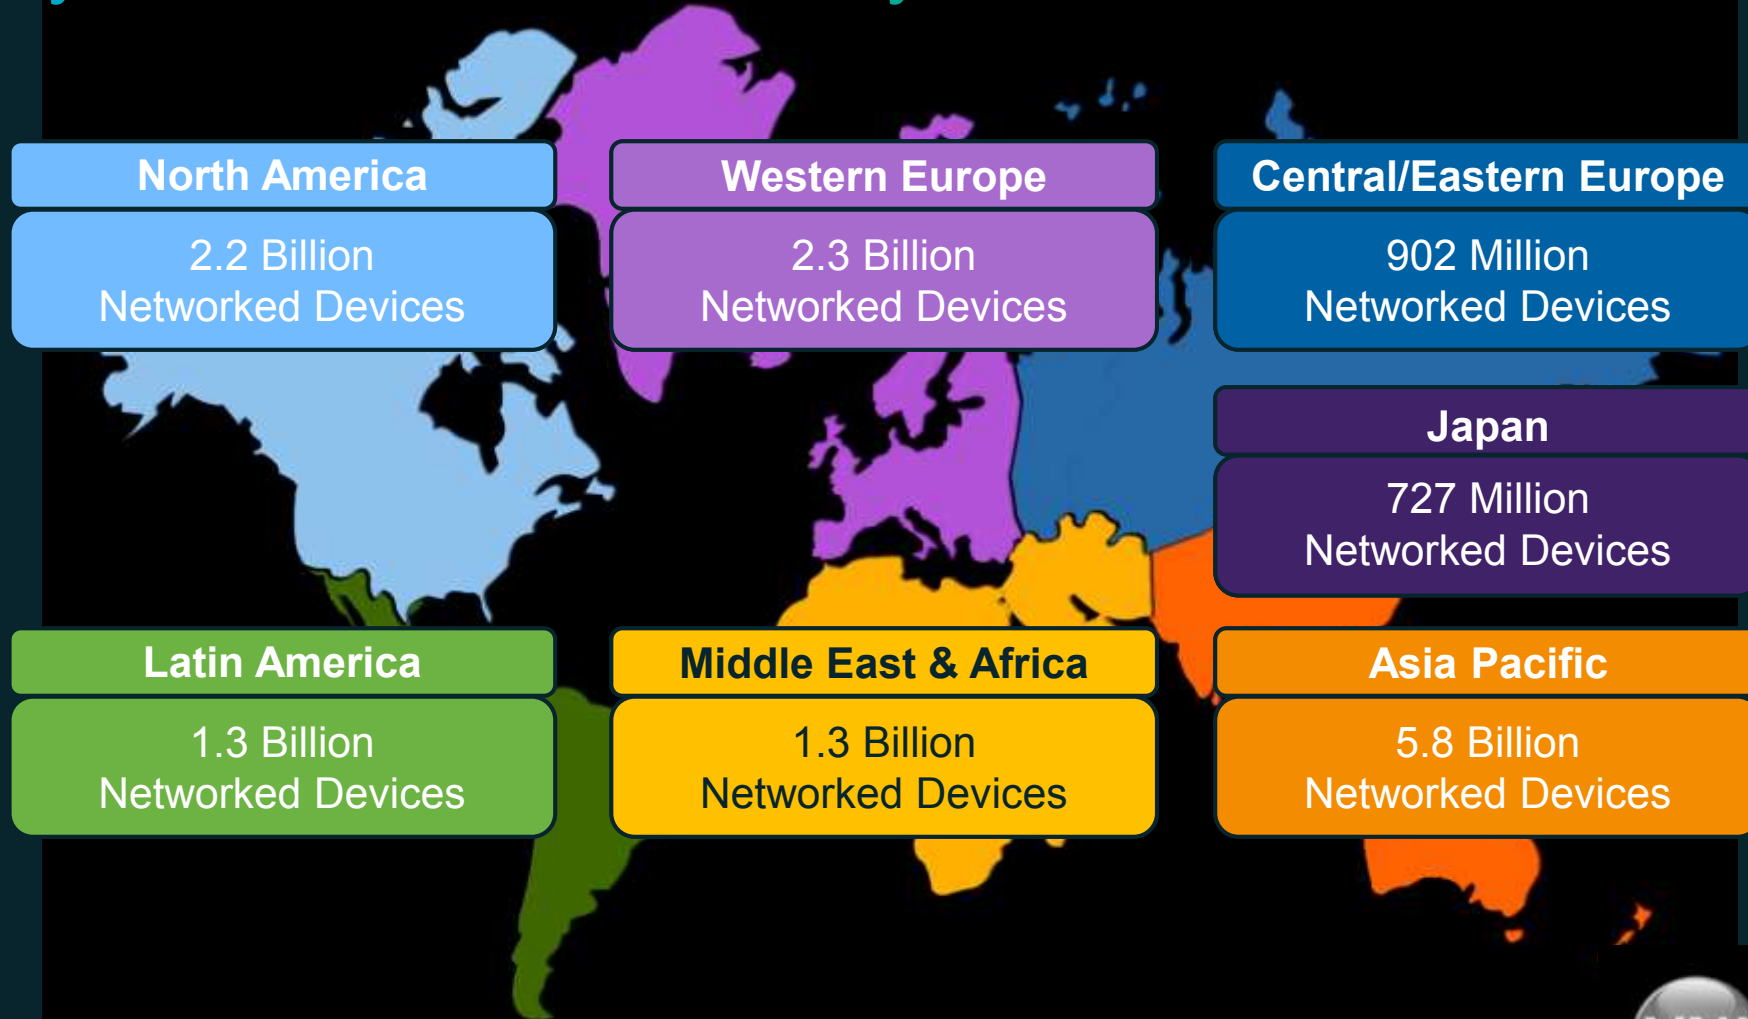 North America
2.2 Billion
Networked Devices
Western Europe
2.3 Billion
Networked Devices
Central/Eastern Europe
902 Million
Networked Devices
Japan
727 Million
Networked Devices
Latin America
1.3 Billion
Networked Devices
Middle East & Africa
1.3 Billion
Networked Devices
Asia Pacific
5.8 Billion
Networked Devices